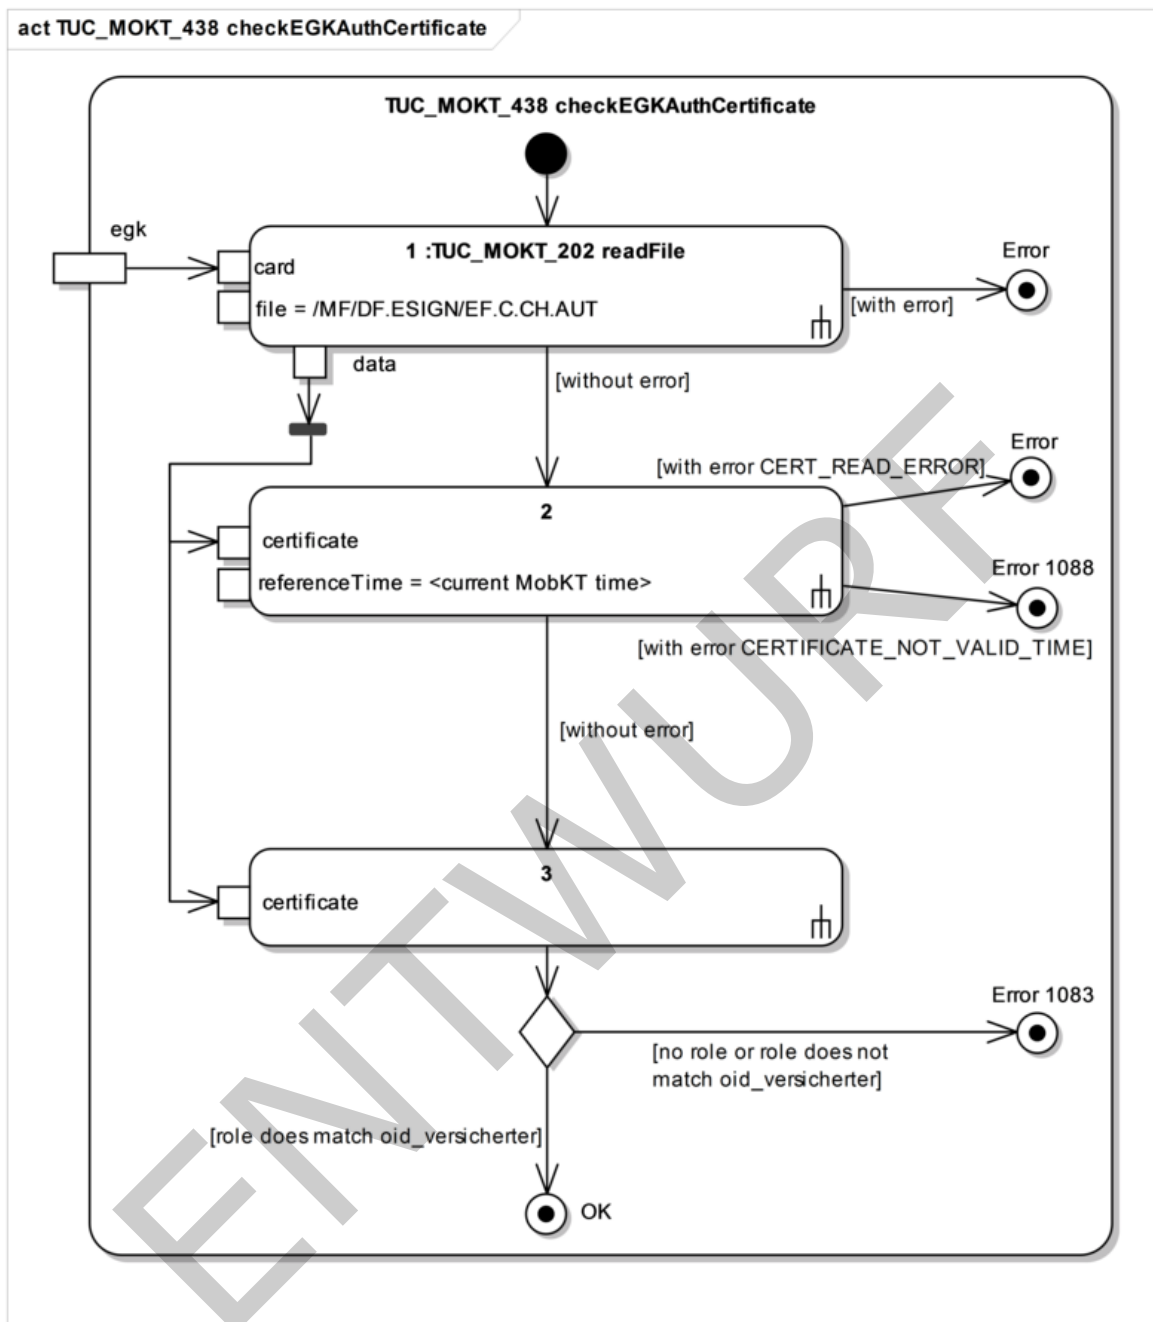 act TUC_MOKT_438 checkEGKAuthCertificate
TUC_MOKT_438 checkEGKAuthCertificate
egk
1 :TUC_MOKT_202 readFile
card
file = /MF/DF.ESIGN/EF.C.CH.AUT
Error
[with error]
data
[without error]
Error
[with error CERT_READ_ERROR]
2
certificate
referenceTime = <current MobKT time>
Error 1088
[with error CERTIFICATE_NOT_VALID_TIME]
[without error]
3
certificate
Error 1083
[no role or role does not
match oid_versicherter]
[role does match oid_versicherter]
OK
ENTWURF